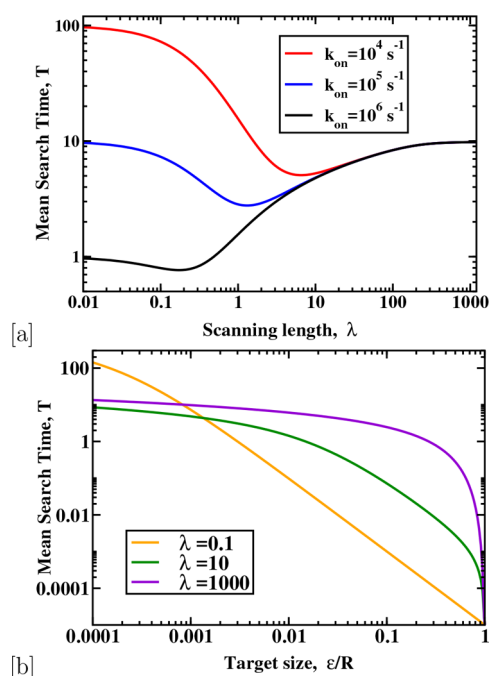 100
10
1
Mean Search Time, T
k_on=10^4 s^-1
k_on=10^5 s^-1
k_on=10^6 s^-1
0.01 0.1 1 10 100 1000
Scanning length, λ
[a]
100
1
0.01
0.0001
Mean Search Time, T
λ =0.1
λ =10
λ =1000
0.0001 0.001 0.01 0.1 1
Target size, ε/R
[b]